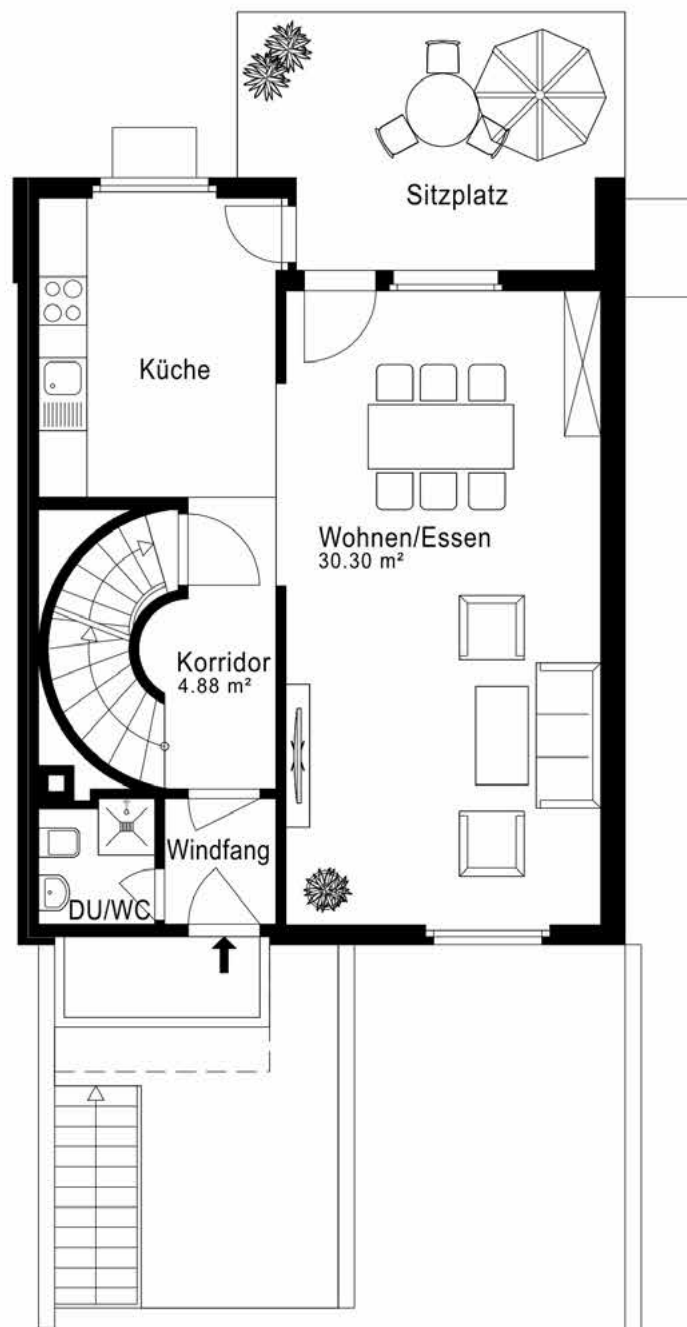 Sitzplatz
Küche
Wohnen/Essen
30.30 m²
Korridor
4.88 m²
Windfang
DU/WC